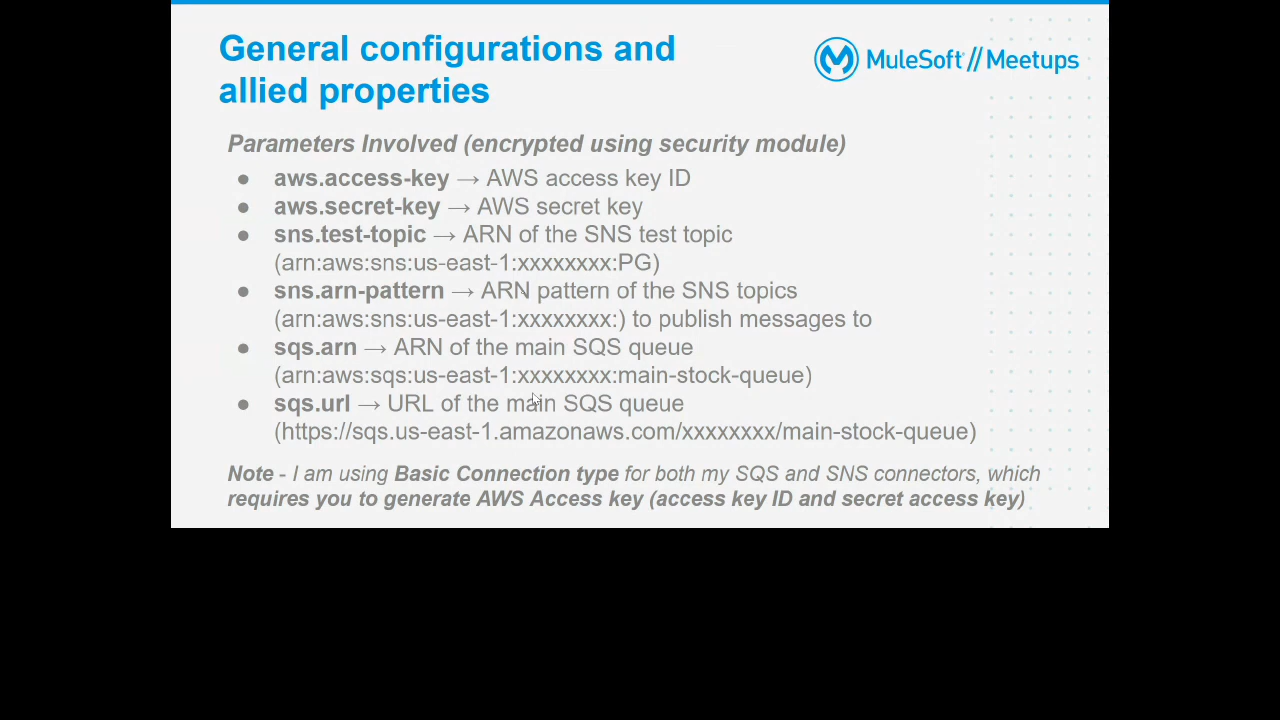 General configurations and
allied properties
MuleSoft // Meetups
Parameters Involved (encrypted using security module)
● aws.access-key → AWS access key ID
● aws.secret-key → AWS secret key
● sns.test-topic → ARN of the SNS test topic
(arn:aws:sns:us-east-1:xxxxxxxx:PG)
● sns.arn-pattern → ARN pattern of the SNS topics
(arn:aws:sns:us-east-1:xxxxxxxx:) to publish messages to
● sqs.arn → ARN of the main SQS queue
(arn:aws:sqs:us-east-1:xxxxxxxx:main-stock-queue)
● sqs.url → URL of the main SQS queue
(https://sqs.us-east-1.amazonaws.com/xxxxxxxx/main-stock-queue)
Note - I am using Basic Connection type for both my SQS and SNS connectors, which
requires you to generate AWS Access key (access key ID and secret access key)